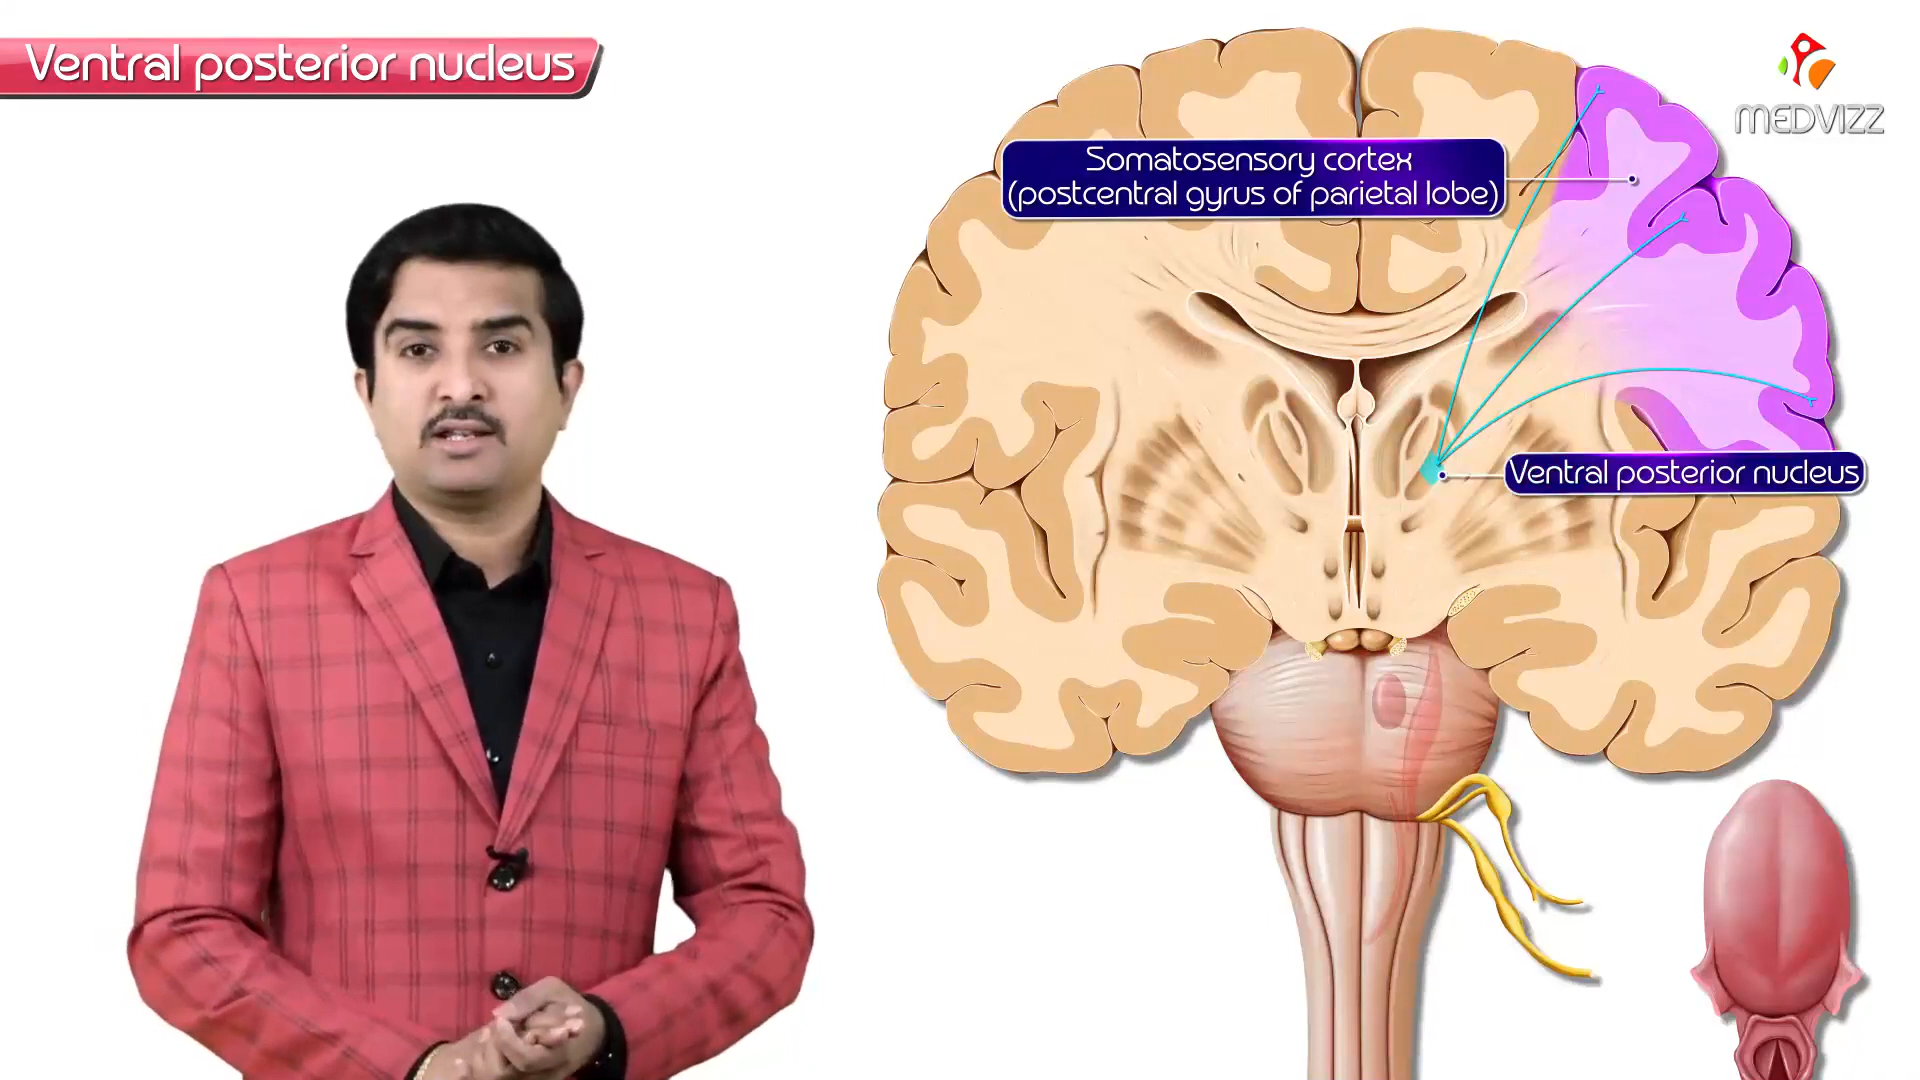 Ventral posterior nucleus
MEDVIZZ
Somatosensory cortex
(postcentral gyrus of parietal lobe)
Ventral posterior nucleus